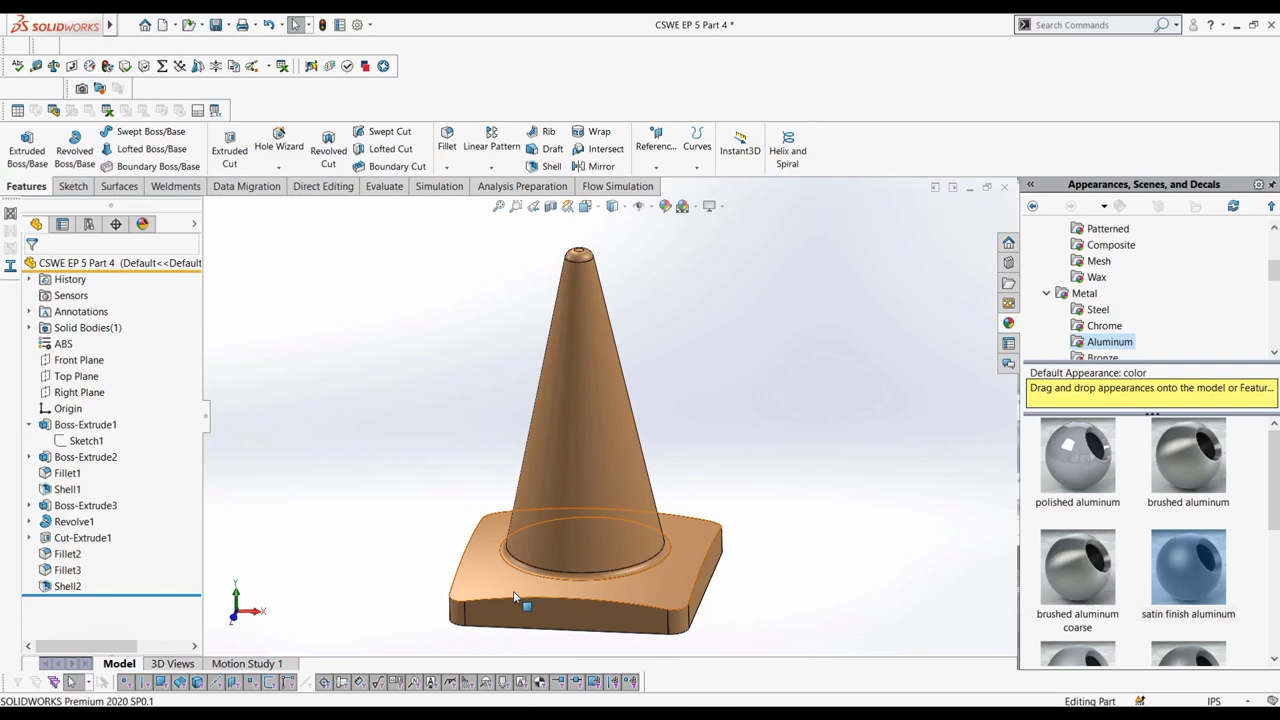 SOLIDWORKS
CSWE EP 5 Part 4 *
Search Commands
Extruded Boss/Base
Revolved Boss/Base
Swept Boss/Base
Lofted Boss/Base
Boundary Boss/Base
Extruded Cut
Hole Wizard
Revolved Cut
Swept Cut
Lofted Cut
Boundary Cut
Fillet
Linear Pattern
Rib
Draft
Shell
Wrap
Intersect
Mirror
Referenc...
Curves
Instant3D
Helix and Spiral
Features
Sketch
Surfaces
Weldments
Data Migration
Direct Editing
Evaluate
Simulation
Analysis Preparation
Flow Simulation
CSWE EP 5 Part 4 (Default<<Default
History
Sensors
Annotations
Solid Bodies(1)
ABS
Front Plane
Top Plane
Right Plane
Origin
Boss-Extrude1
Sketch1
Boss-Extrude2
Fillet1
Shell1
Boss-Extrude3
Revolve1
Cut-Extrude1
Fillet2
Fillet3
Shell2
Y
X
Z
Appearances, Scenes, and Decals
Patterned
Composite
Mesh
Wax
Metal
Steel
Chrome
Aluminum
Bronze
Default Appearance: color
Drag and drop appearances onto the model or Featur...
polished aluminum
brushed aluminum
brushed aluminum coarse
satin finish aluminum
Model
3D Views
Motion Study 1
SOLIDWORKS Premium 2020 SP0.1
Editing Part
IPS